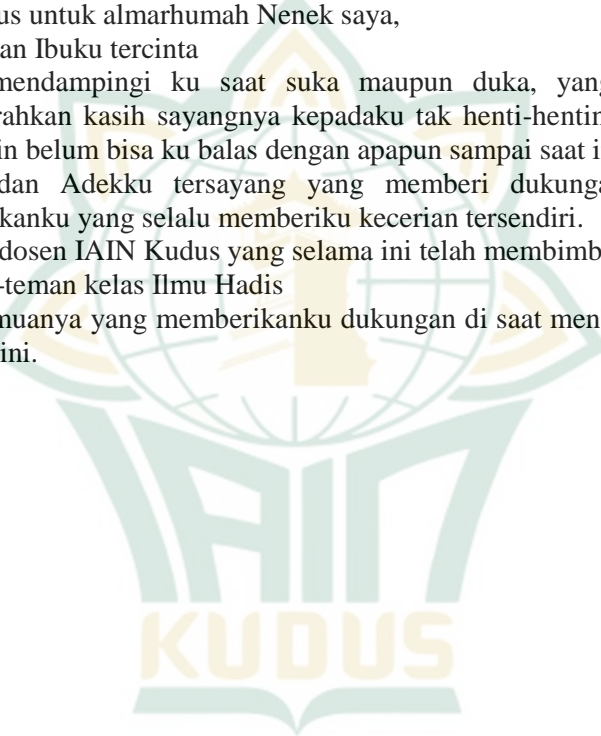 us untuk almarhumah Nenek saya,
an Ibuku tercinta
mendampingi ku saat suka maupun duka, yang
rahkan kasih sayangnya kepadaku tak henti-hentin
in belum bisa ku balas dengan apapun sampai saat i
dan Adekku tersayang yang memberi dukunga
kanku yang selalu memberiku kecerian tersendiri.
dosen IAIN Kudus yang selama ini telah membimb
-teman kelas Ilmu Hadis
muanya yang memberikanku dukungan di saat men
ini.
IAIN
KUDUS